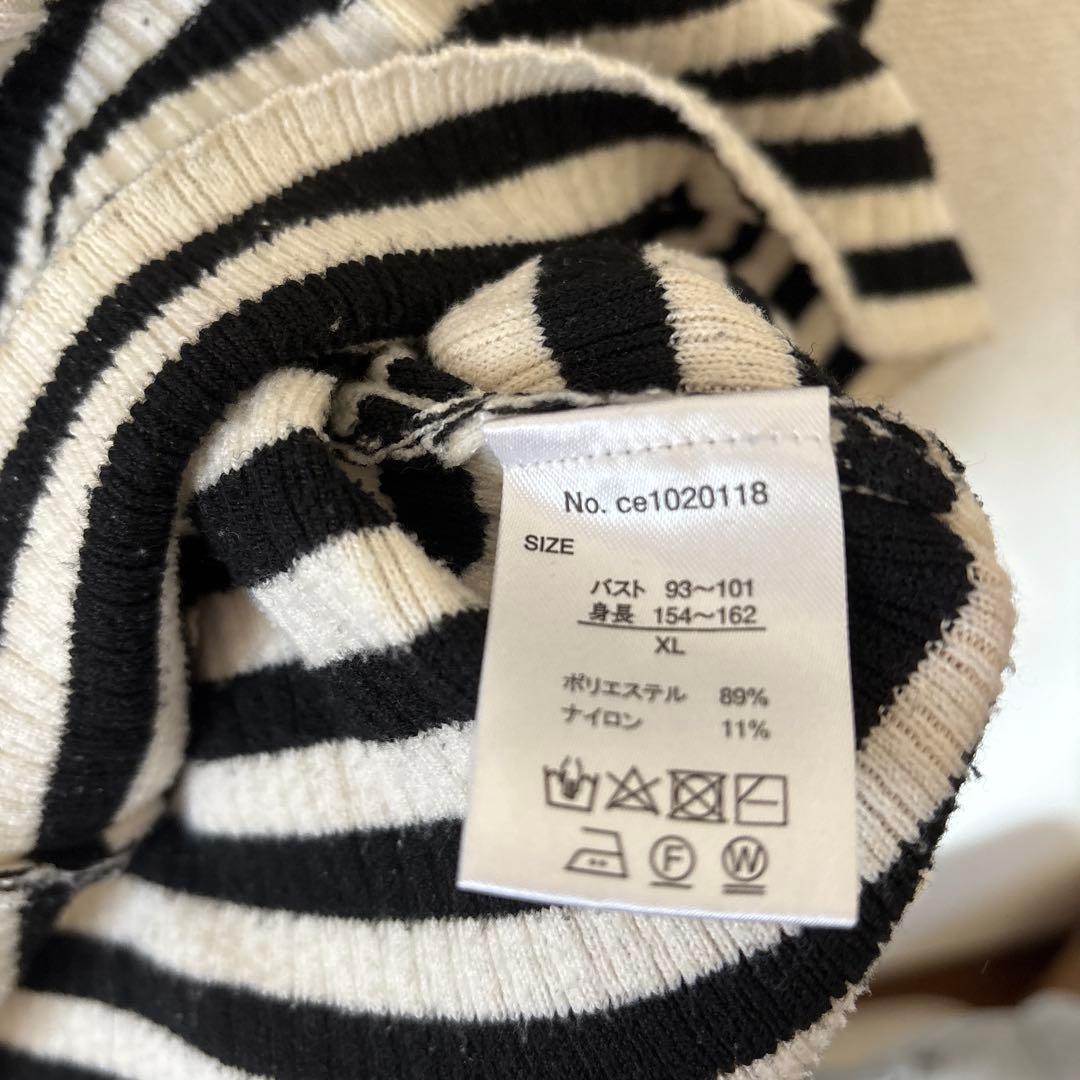 No. ce1020118
SIZE
バスト 93～101
身長 154～162
XL
ポリエステル 89%
ナイロン 11%
F W